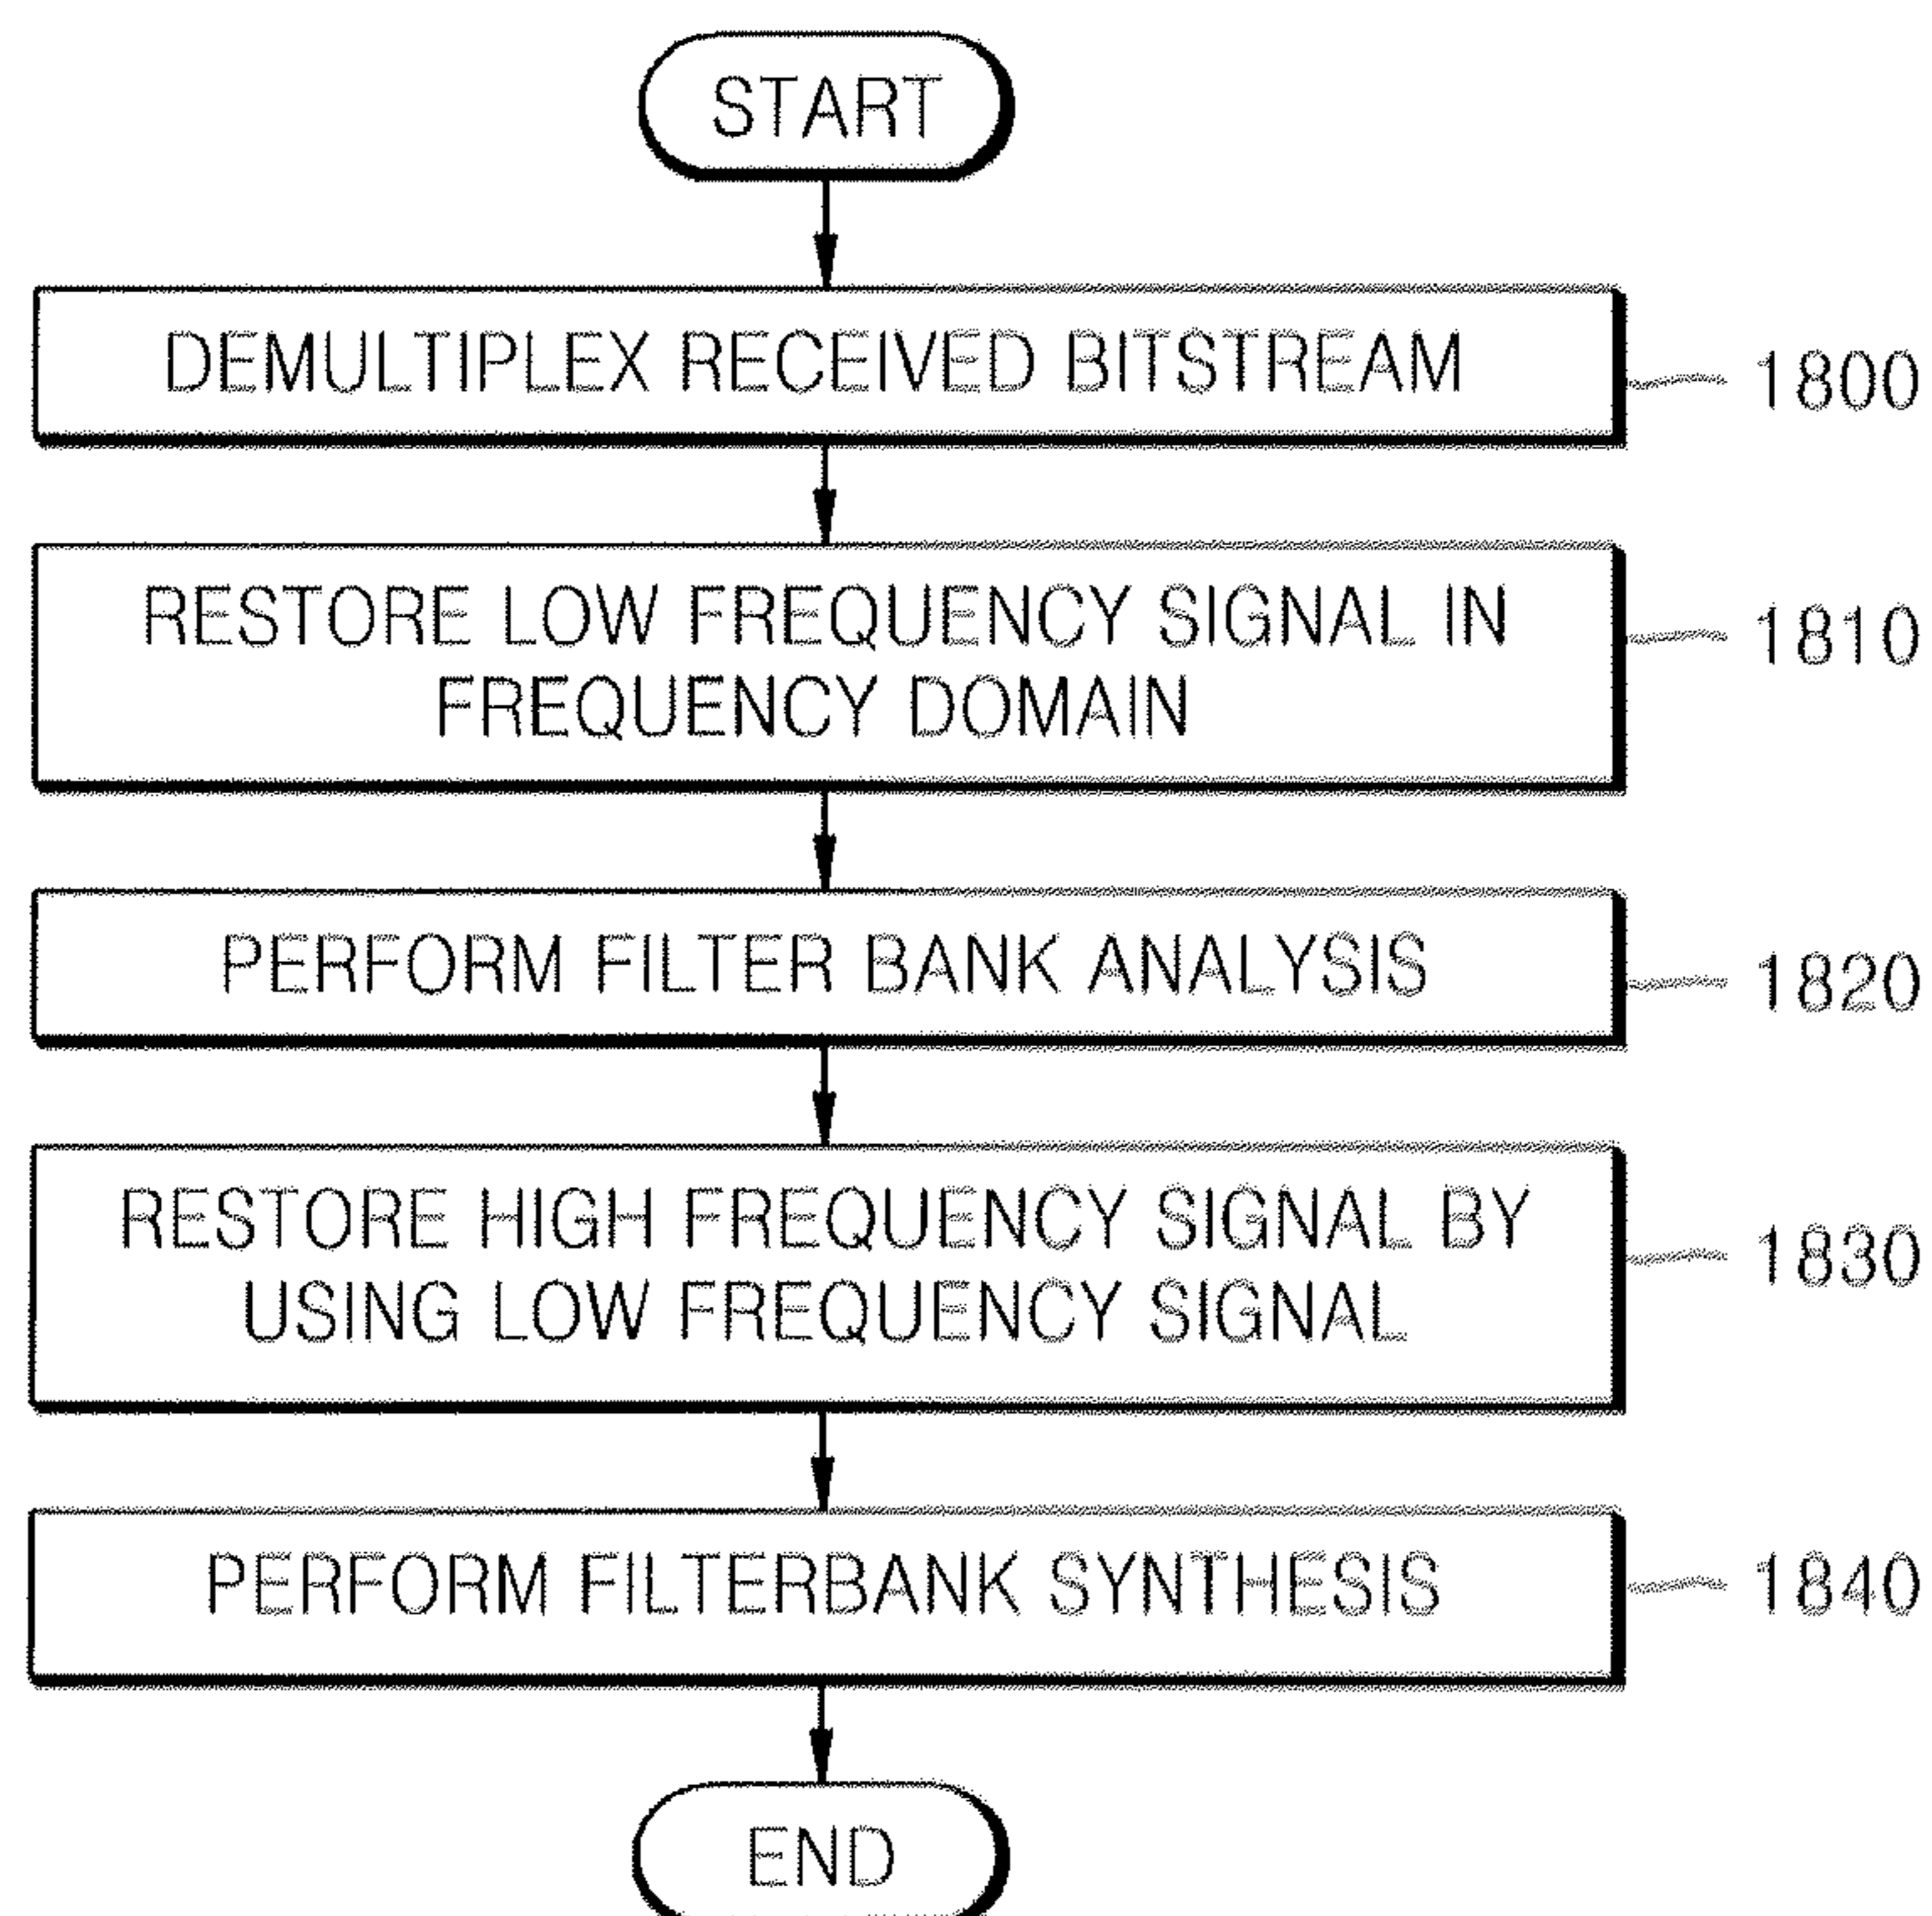 START
DEMULTIPLEX RECEIVED BITSTREAM
1800
RESTORE LOW FREQUENCY SIGNAL IN
FREQUENCY DOMAIN
1810
PERFORM FILTER BANK ANALYSIS
1820
RESTORE HIGH FREQUENCY SIGNAL BY
USING LOW FREQUENCY SIGNAL
1830
PERFORM FILTERBANK SYNTHESIS
1840
END